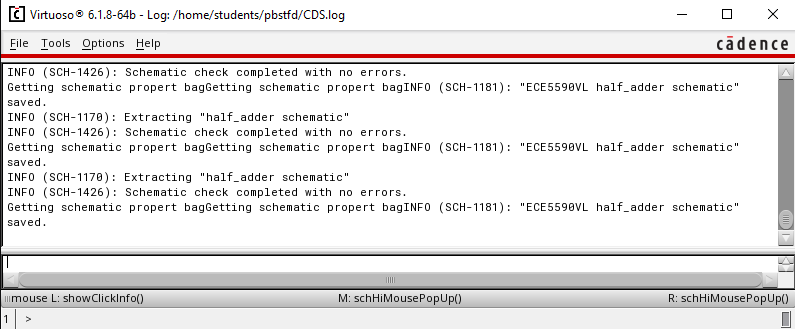 Virtuoso® 6.1.8-64b - Log: /home/students/pbstfd/CDS.log
File Tools Options Help
cādence
INFO (SCH-1426): Schematic check completed with no errors.
Getting schematic propert bagGetting schematic propert bagINFO (SCH-1181): "ECE5590VL half_adder schematic"
saved.
INFO (SCH-1170): Extracting "half_adder schematic"
INFO (SCH-1426): Schematic check completed with no errors.
Getting schematic propert bagGetting schematic propert bagINFO (SCH-1181): "ECE5590VL half_adder schematic"
saved.
INFO (SCH-1170): Extracting "half_adder schematic"
INFO (SCH-1426): Schematic check completed with no errors.
Getting schematic propert bagGetting schematic propert bagINFO (SCH-1181): "ECE5590VL half_adder schematic"
saved.
mouse L: showClickInfo() M: schHiMousePopUp() R: schHiMousePopUp()
1 >